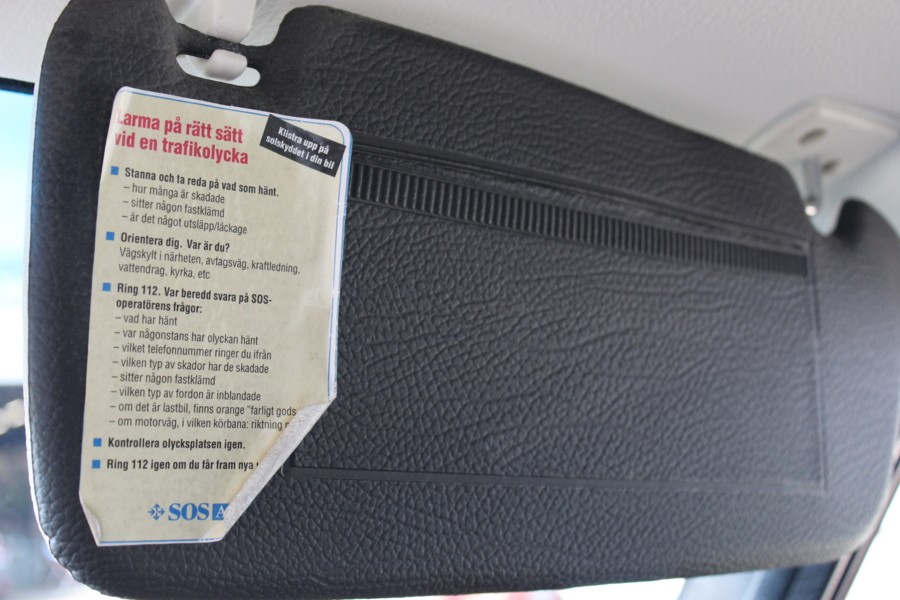 Larma på rätt sätt
vid en trafikolycka
Klistra upp på
solskyddet i din bil
Stanna och ta reda på vad som hänt.
– hur många är skadade
– sitter någon fastklämd
– är det något utsläpp/läckage
Orientera dig. Var är du?
Vägskylt i närheten, avtagsväg, kraftledning,
vattendrag, kyrka, etc
Ring 112. Var beredd svara på SOS-
operatörens frågor:
– vad har hänt
– var någonstans har olyckan hänt
– vilket telefonnummer ringer du ifrån
– vilken typ av skador har de skadade
– sitter någon fastklämd
– vilken typ av fordon är inblandade
– om det är lastbil, finns orange "farligt gods
– om motorväg, i vilken körbana: riktning
Kontrollera olycksplatsen igen.
Ring 112 igen om du får fram nya
SOS A